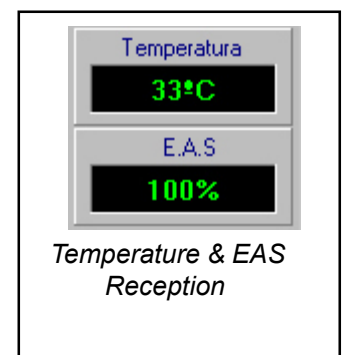 Temperatura
33ºC
E.A.S
100%
Temperature & EAS
Reception